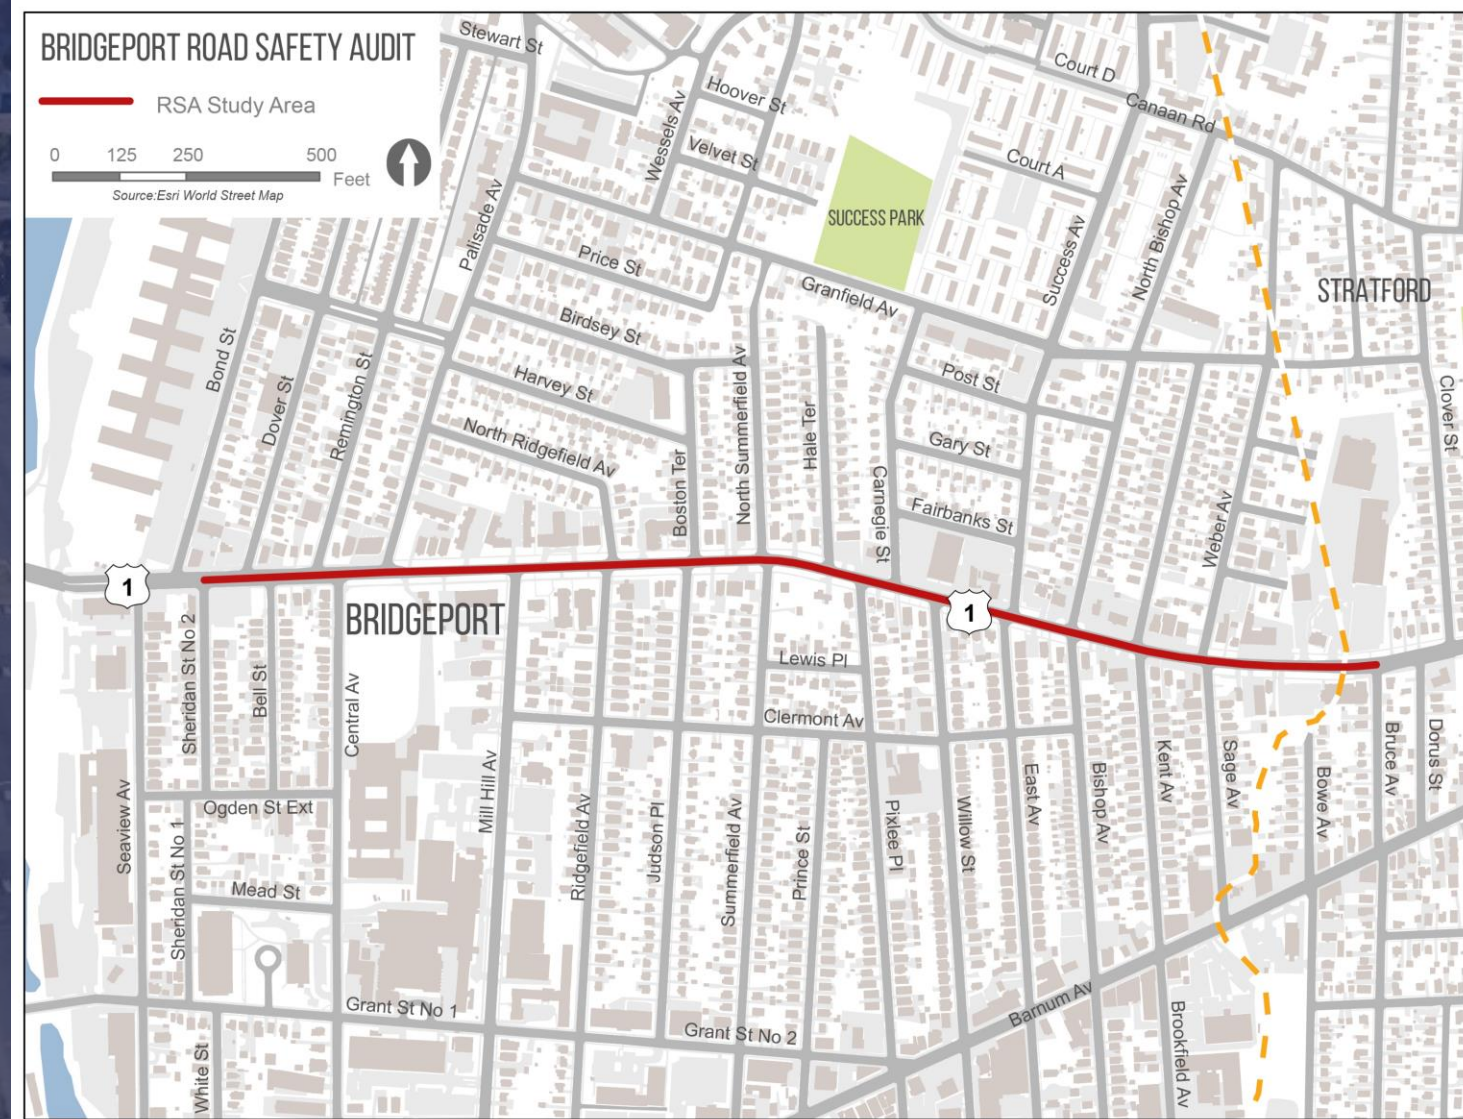 BRIDGEPORT ROAD SAFETY AUDIT
RSA Study Area
0 125 250 500
Feet
Source:Esri World Street Map
Stewart St
Hoover St
Wessels Av
Velvet St
Court D
Canaan Rd
Court A
SUCCESS PARK
Palisade Av
Price St
Granfield Av
Success Av
North Bishop Av
STRATFORD
Bond St
Birdsey St
Dover St
Remington St
Harvey St
North Ridgefield Av
Boston Ter
North Summerfield Av
Hale Ter
Carnegie St
Post St
Gary St
Fairbanks St
Weber Av
Clover St
1
BRIDGEPORT
1
Sheridan St No 2
Bell St
Central Av
Lewis Pl
Clermont Av
Seaview Av
Ogden St Ext
Sheridan St No 1
Mead St
Mill Hill Av
Ridgefield Av
Judson Pl
Summerfield Av
Prince St
Pixlee Pl
Willow St
East Av
Bishop Av
Kent Av
Sage Av
Bowe Av
Bruce Av
Dorus St
Grant St No 1
Grant St No 2
Barnum Av
White St
Brookfield Av